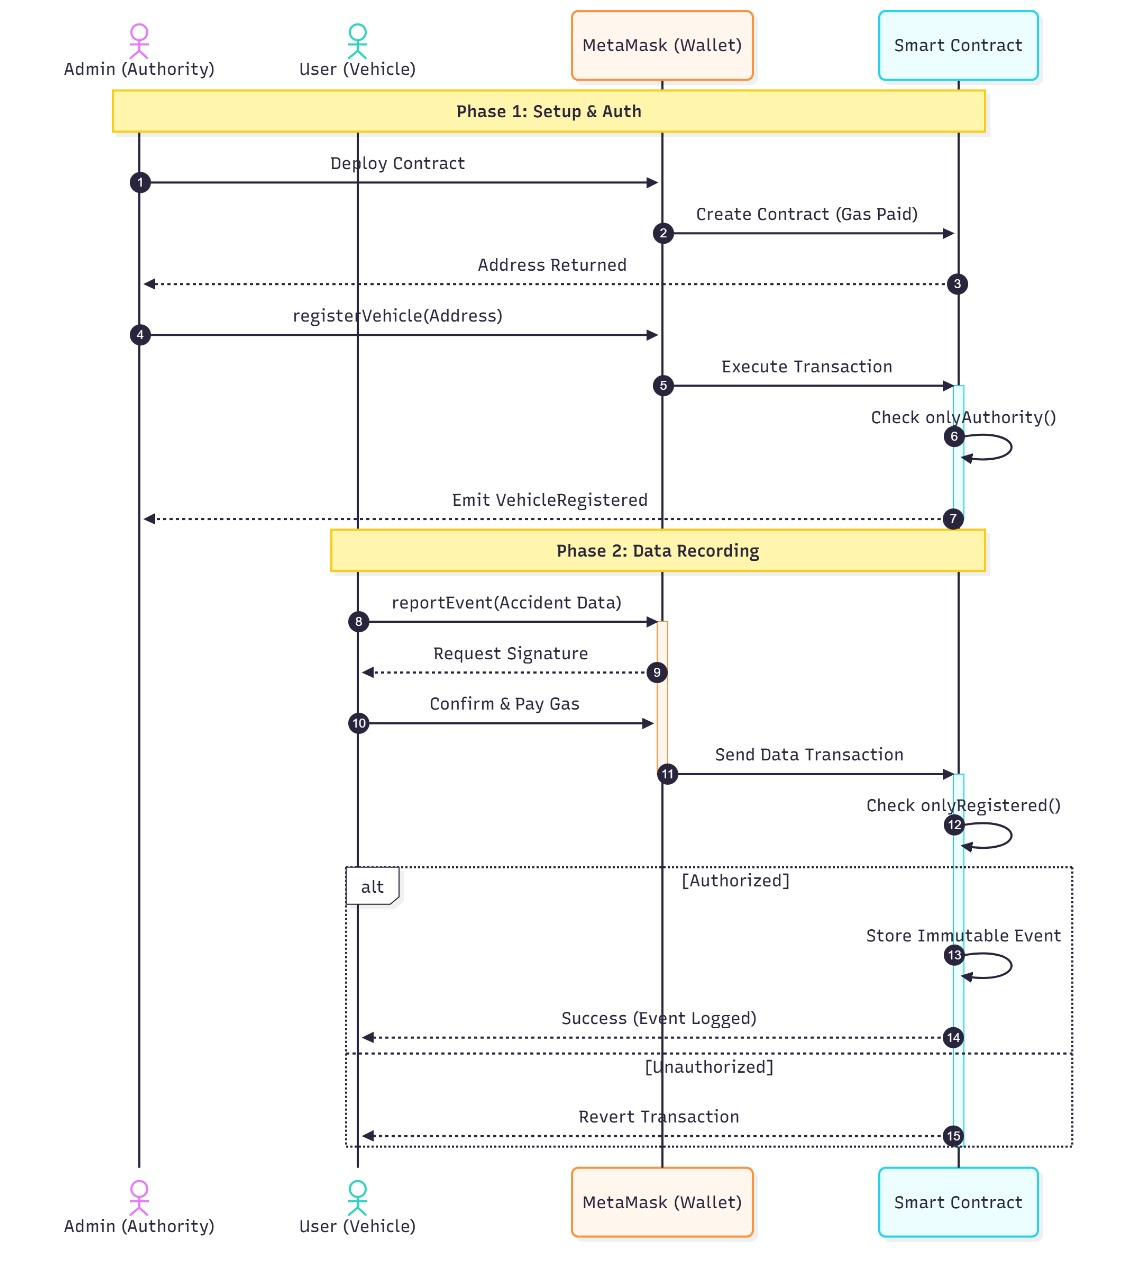 Admin (Authority)
User (Vehicle)
MetaMask (Wallet)
Smart Contract
Phase 1: Setup & Auth
Deploy Contract
1
Create Contract (Gas Paid)
2
Address Returned
3
registerVehicle(Address)
4
Execute Transaction
5
Check onlyAuthority()
6
Emit VehicleRegistered
7
Phase 2: Data Recording
reportEvent(Accident Data)
8
Request Signature
9
Confirm & Pay Gas
10
Send Data Transaction
11
Check onlyRegistered()
12
alt
[Authorized]
Store Immutable Event
13
Success (Event Logged)
14
[Unauthorized]
Revert Transaction
15
Admin (Authority)
User (Vehicle)
MetaMask (Wallet)
Smart Contract